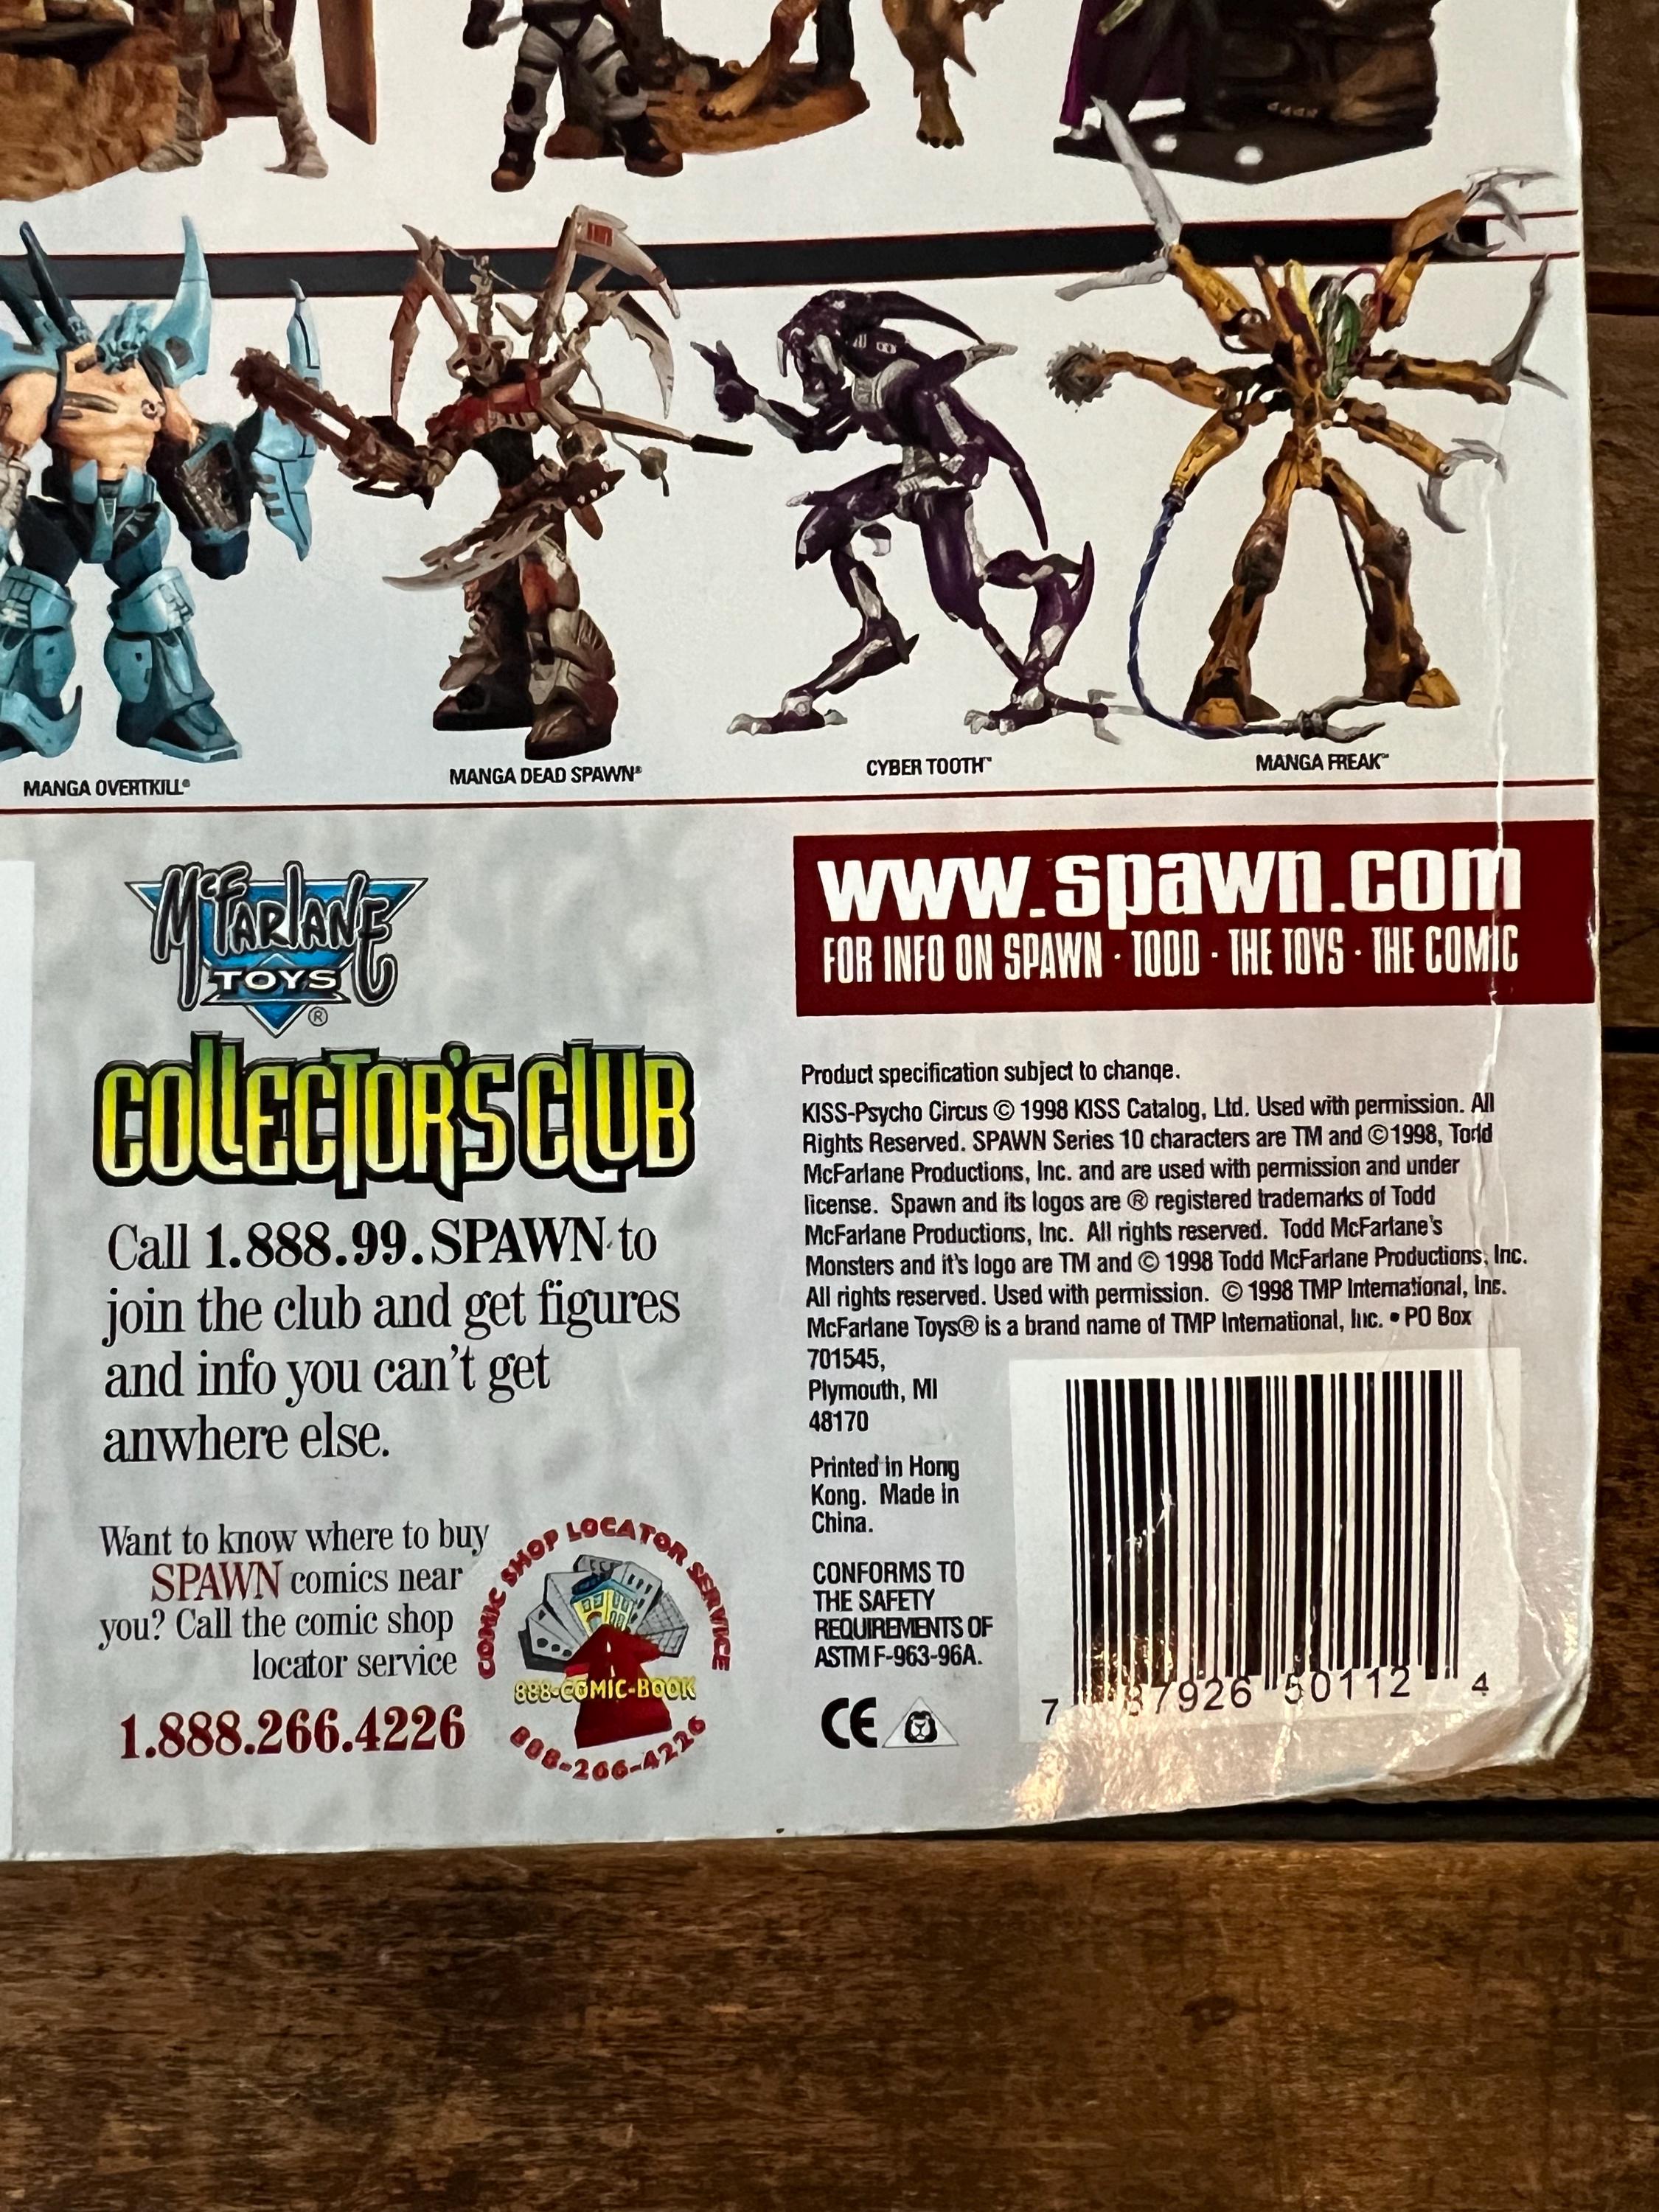 MANGA OVERTKILL®
MANGA DEAD SPAWN®
CYBER TOOTH™
MANGA FREAK™
McFARLANE
TOYS
®
COLLECTOR'S CLUB
Call 1.888.99.SPAWN to
join the club and get figures
and info you can't get
anwhere else.
Want to know where to buy
SPAWN comics near
you? Call the comic shop
locator service
1.888.266.4226
COMIC SHOP LOCATOR SERVICE
888-COMIC-BOOK
888-266-4226
www.spawn.com
FOR INFO ON SPAWN · TODD · THE TOYS · THE COMIC
Product specification subject to change.
KISS-Psycho Circus © 1998 KISS Catalog, Ltd. Used with permission. All
Rights Reserved. SPAWN Series 10 characters are TM and ©1998, Todd
McFarlane Productions, Inc. and are used with permission and under
license. Spawn and its logos are ® registered trademarks of Todd
McFarlane Productions, Inc. All rights reserved. Todd McFarlane's
Monsters and it's logo are TM and © 1998 Todd McFarlane Productions, Inc.
All rights reserved. Used with permission. © 1998 TMP International, Inc.
McFarlane Toys® is a brand name of TMP International, Inc. • PO Box
701545,
Plymouth, MI
48170
Printed in Hong
Kong. Made in
China.
CONFORMS TO
THE SAFETY
REQUIREMENTS OF
ASTM F-963-96A.
CE
7 87926 50112 4